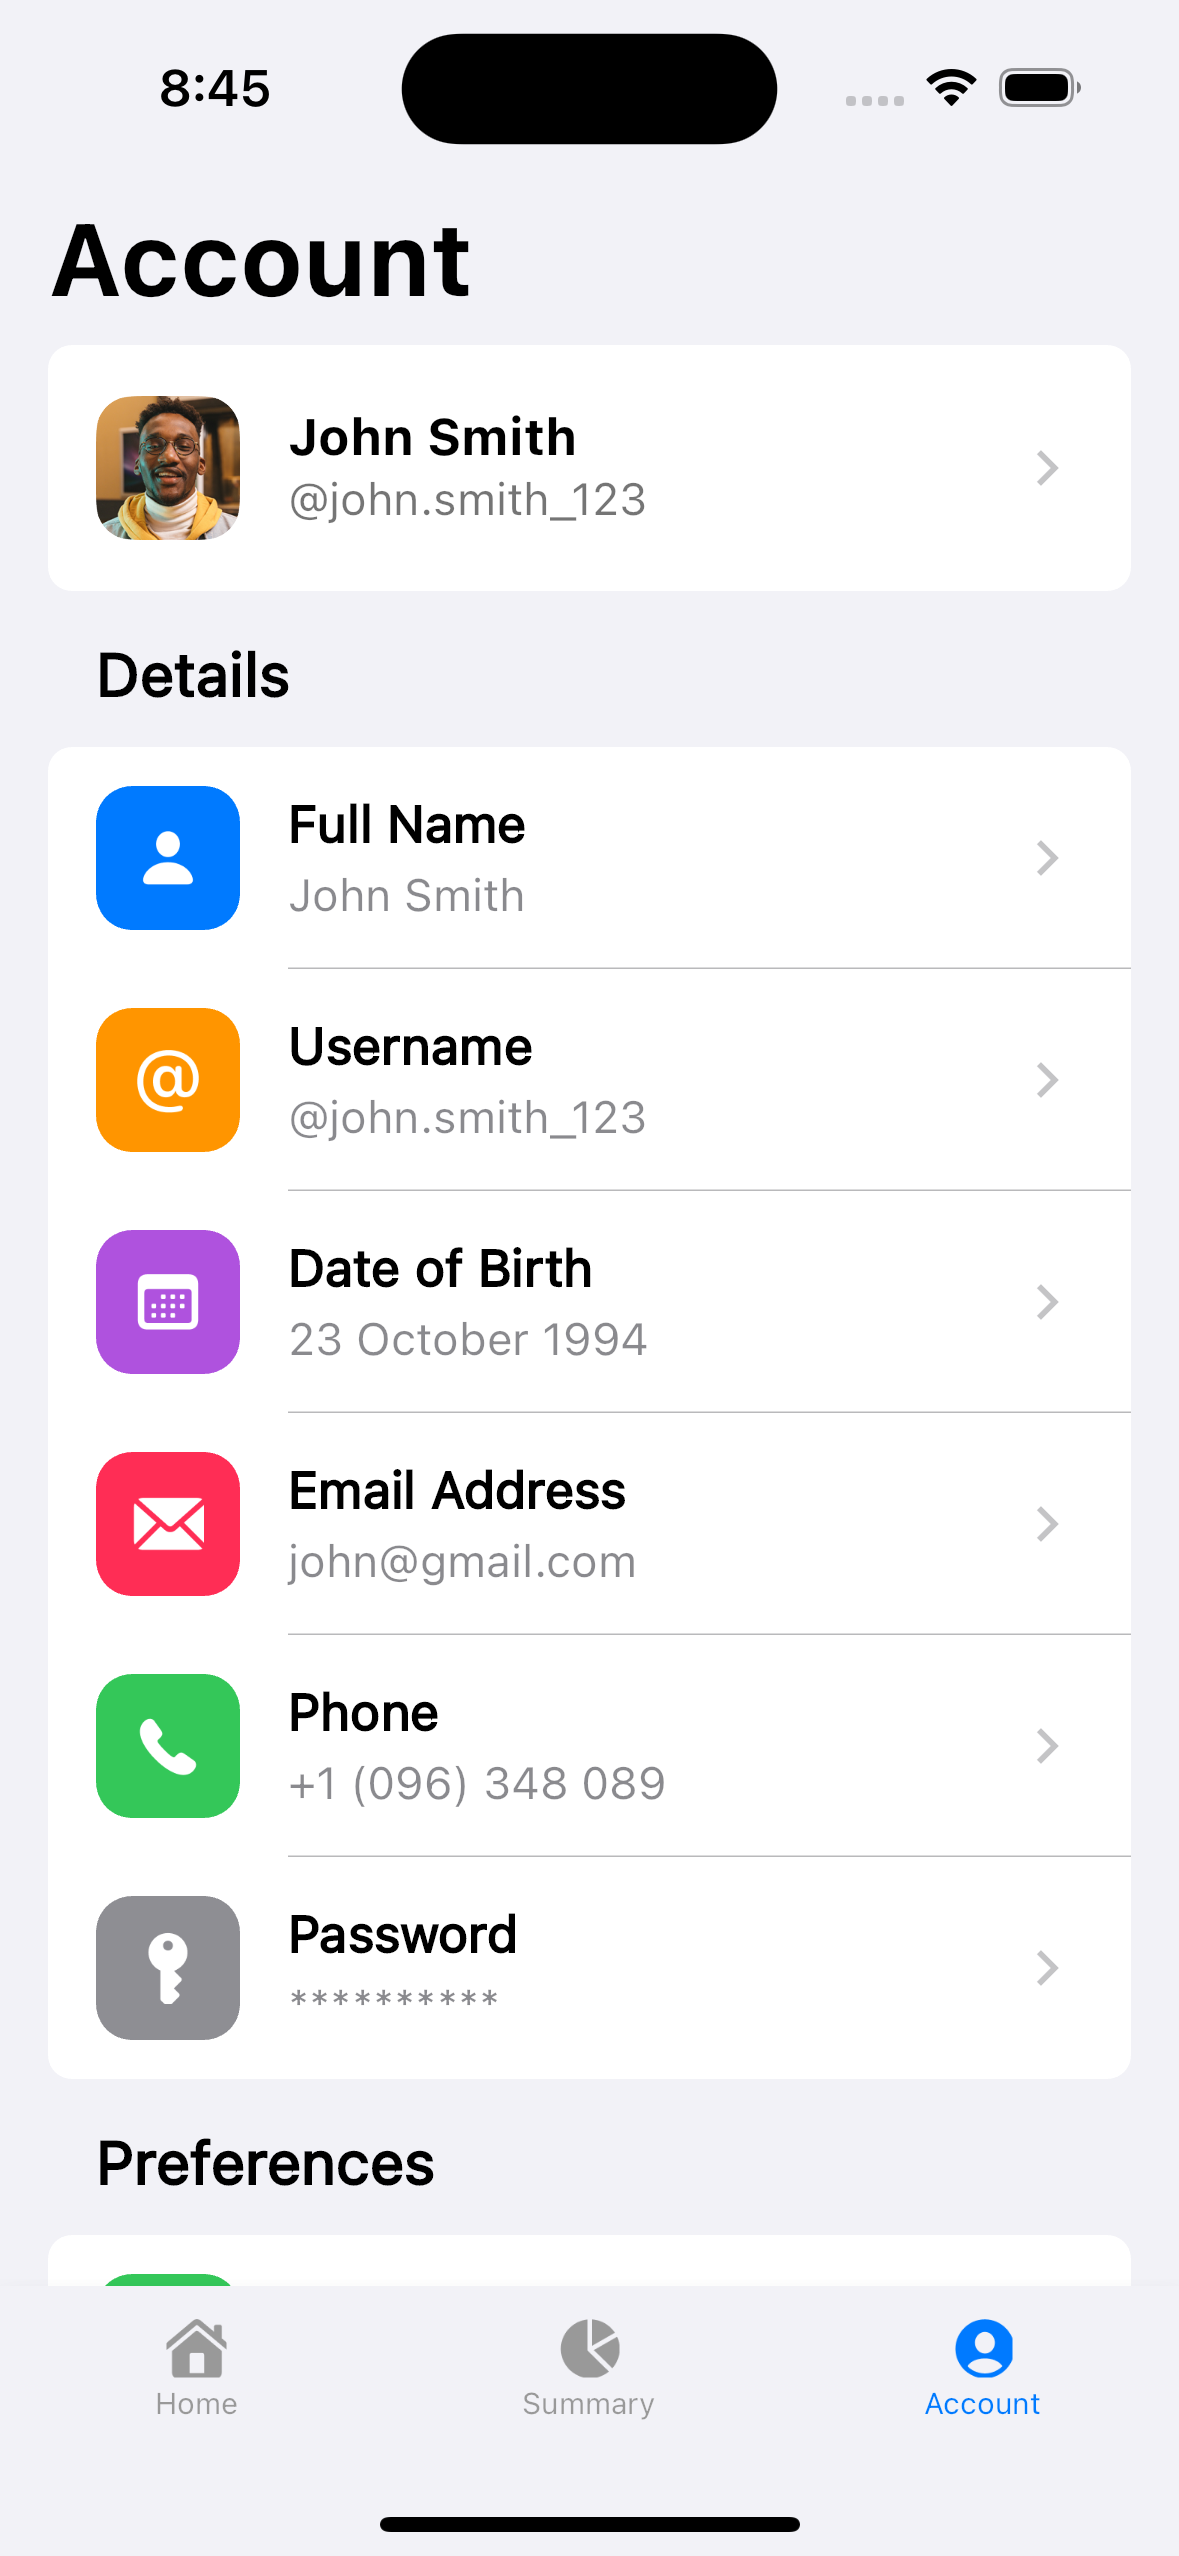 8:45
Account
John Smith
@john.smith_123
Details
Full Name
John Smith
Username
@john.smith_123
Date of Birth
23 October 1994
Email Address
john@gmail.com
Phone
+1 (096) 348 089
Password
**********
Preferences
Home
Summary
Account